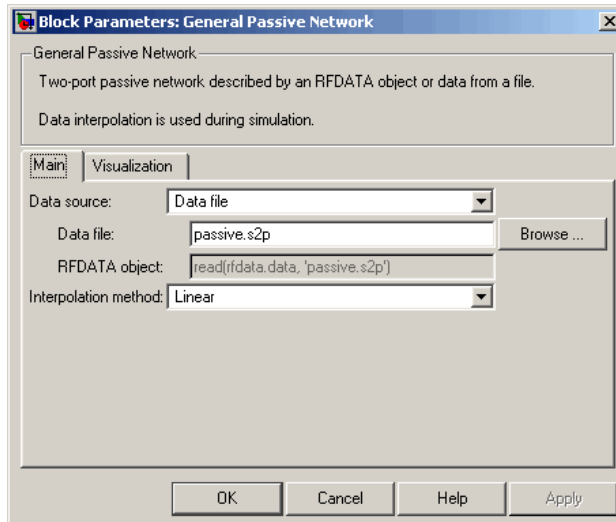 Block Parameters: General Passive Network
General Passive Network
Two-port passive network described by an RFDATA object or data from a file.
Data interpolation is used during simulation.
Main Visualization
Data source: Data file
Data file: passive.s2p Browse ...
RFDATA object: read(rfdata.data, 'passive.s2p')
Interpolation method: Linear
OK Cancel Help Apply